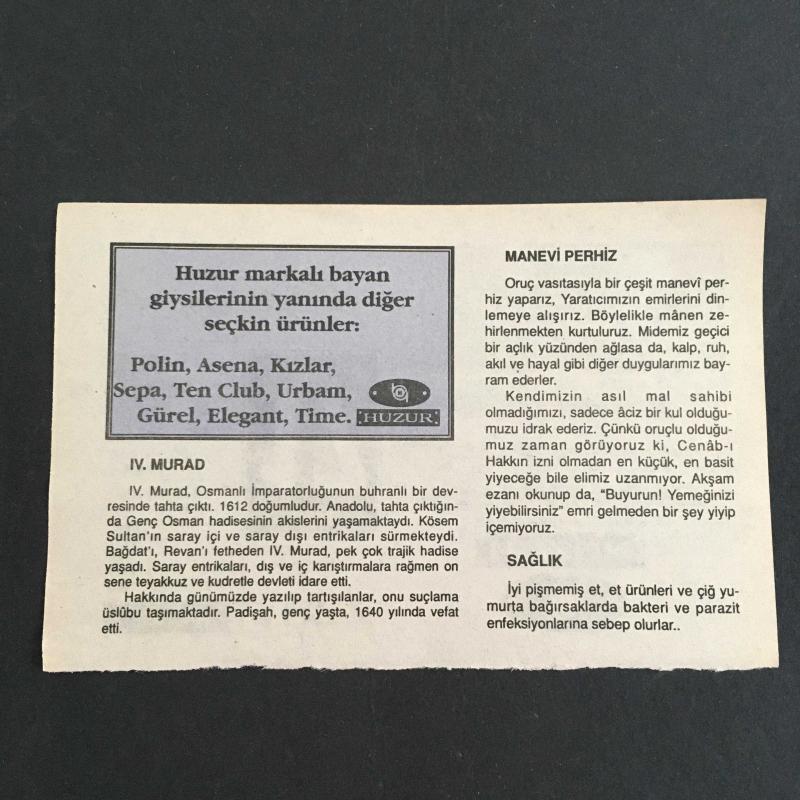 Huzur markalı bayan
giysilerinin yanında diğer
seçkin ürünler:
Polin, Asena, Kızlar,
Sepa, Ten Club, Urbam,
Gürel, Elegant, Time.
HUZUR
IV. MURAD
IV. Murad, Osmanlı İmparatorluğunun buhranlı bir dev-
resinde tahta çıktı. 1612 doğumludur. Anadolu, tahta çıktığın-
da Genç Osman hadisesinin akislerini yaşamaktaydı. Kösem
Sultan'ın saray içi ve saray dışı entrikaları sürmekteydi.
Bağdat'ı, Revan'ı fetheden IV. Murad, pek çok trajik hadise
yaşadı. Saray entrikaları, dış ve iç karıştırmalara rağmen on
sene teyakkuz ve kudretle devleti idare etti.
Hakkında günümüzde yazılıp tartışılanlar, onu suçlama
üslûbu taşımaktadır. Padişah, genç yaşta, 1640 yılında vefat
etti.
MANEVİ PERHİZ
Oruç vasıtasıyla bir çeşit manevî per-
hiz yaparız, Yaratıcımızın emirlerini din-
lemeye alışırız. Böylelikle mânen ze-
hirlenmekten kurtuluruz. Midemiz geçici
bir açlık yüzünden ağlasa da, kalp, ruh,
akıl ve hayal gibi diğer duygularımız bay-
ram ederler.
Kendimizin asıl mal sahibi
olmadığımızı, sadece âciz bir kul olduğu-
muzu idrak ederiz. Çünkü oruçlu olduğu-
muz zaman görüyoruz ki, Cenâb-ı
Hakkın izni olmadan en küçük, en basit
yiyeceğe bile elimiz uzanmıyor. Akşam
ezanı okunup da, "Buyurun! Yemeğinizi
yiyebilirsiniz" emri gelmeden bir şey yiyip
içemiyoruz.
SAĞLIK
İyi pişmemiş et, et ürünleri ve çiğ yu-
murta bağırsaklarda bakteri ve parazit
enfeksiyonlarına sebep olurlar..